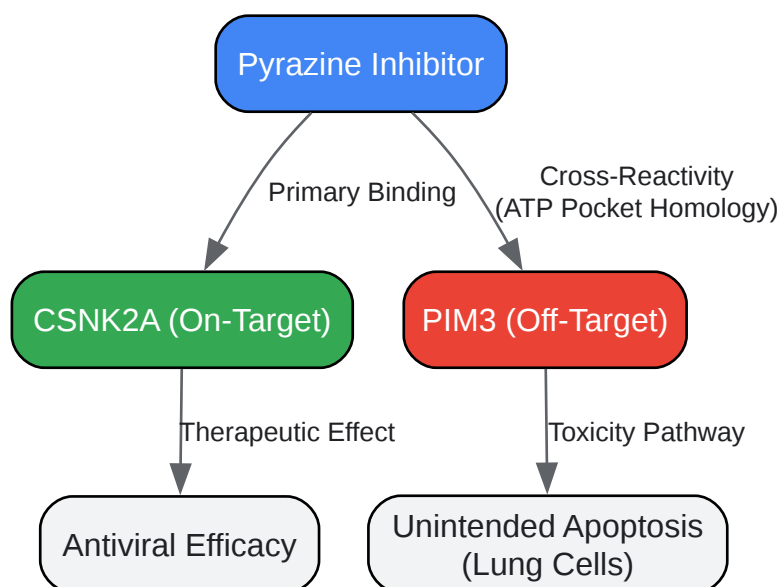 Pyrazine Inhibitor
Primary Binding
Cross-Reactivity
(ATP Pocket Homology)
CSNK2A (On-Target)
PIM3 (Off-Target)
Therapeutic Effect
Toxicity Pathway
Antiviral Efficacy
Unintended Apoptosis
(Lung Cells)